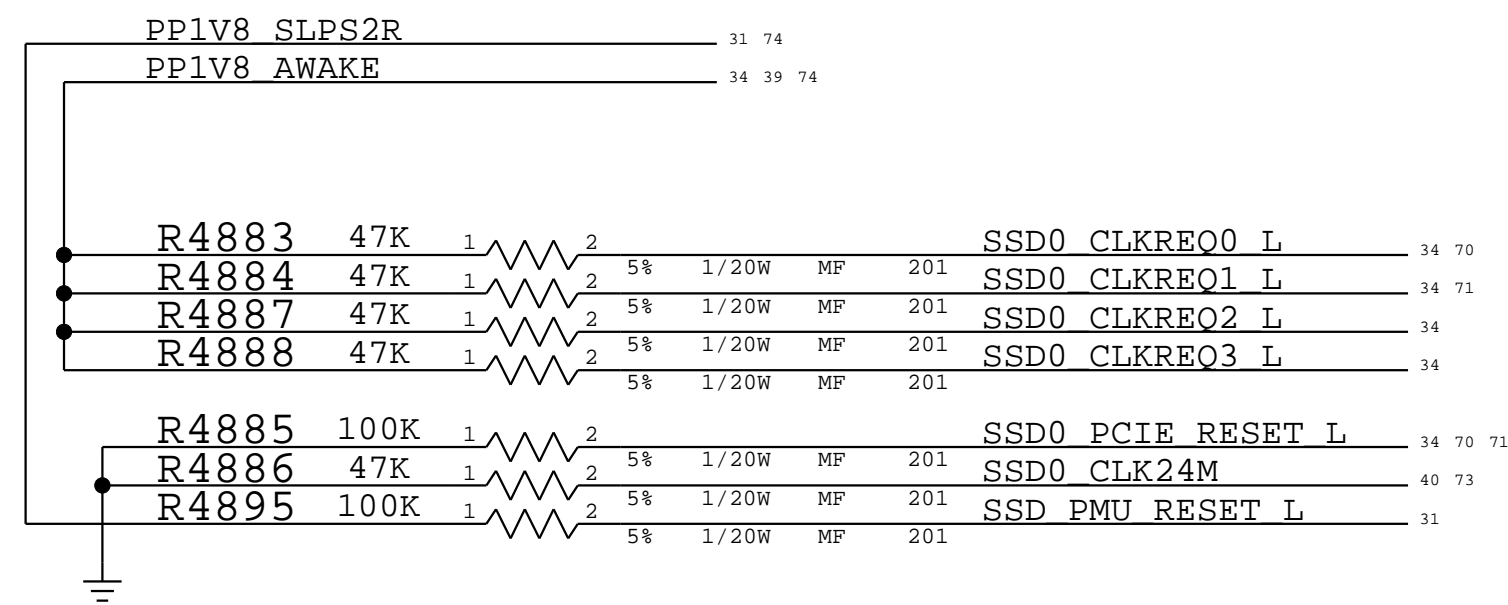 PP1V8_SLPS2R 31 74
PP1V8_AWAKE 34 39 74
R4883 47K 1 2 SSD0_CLKREQ0_L 34 70
5% 1/20W MF 201
R4884 47K 1 2 SSD0_CLKREQ1_L 34 71
5% 1/20W MF 201
R4887 47K 1 2 SSD0_CLKREQ2_L 34
5% 1/20W MF 201
R4888 47K 1 2 SSD0_CLKREQ3_L 34
5% 1/20W MF 201
R4885 100K 1 2 SSD0_PCIE_RESET_L 34 70 71
5% 1/20W MF 201
R4886 47K 1 2 SSD0_CLK24M 40 73
5% 1/20W MF 201
R4895 100K 1 2 SSD_PMU_RESET_L 31
5% 1/20W MF 201